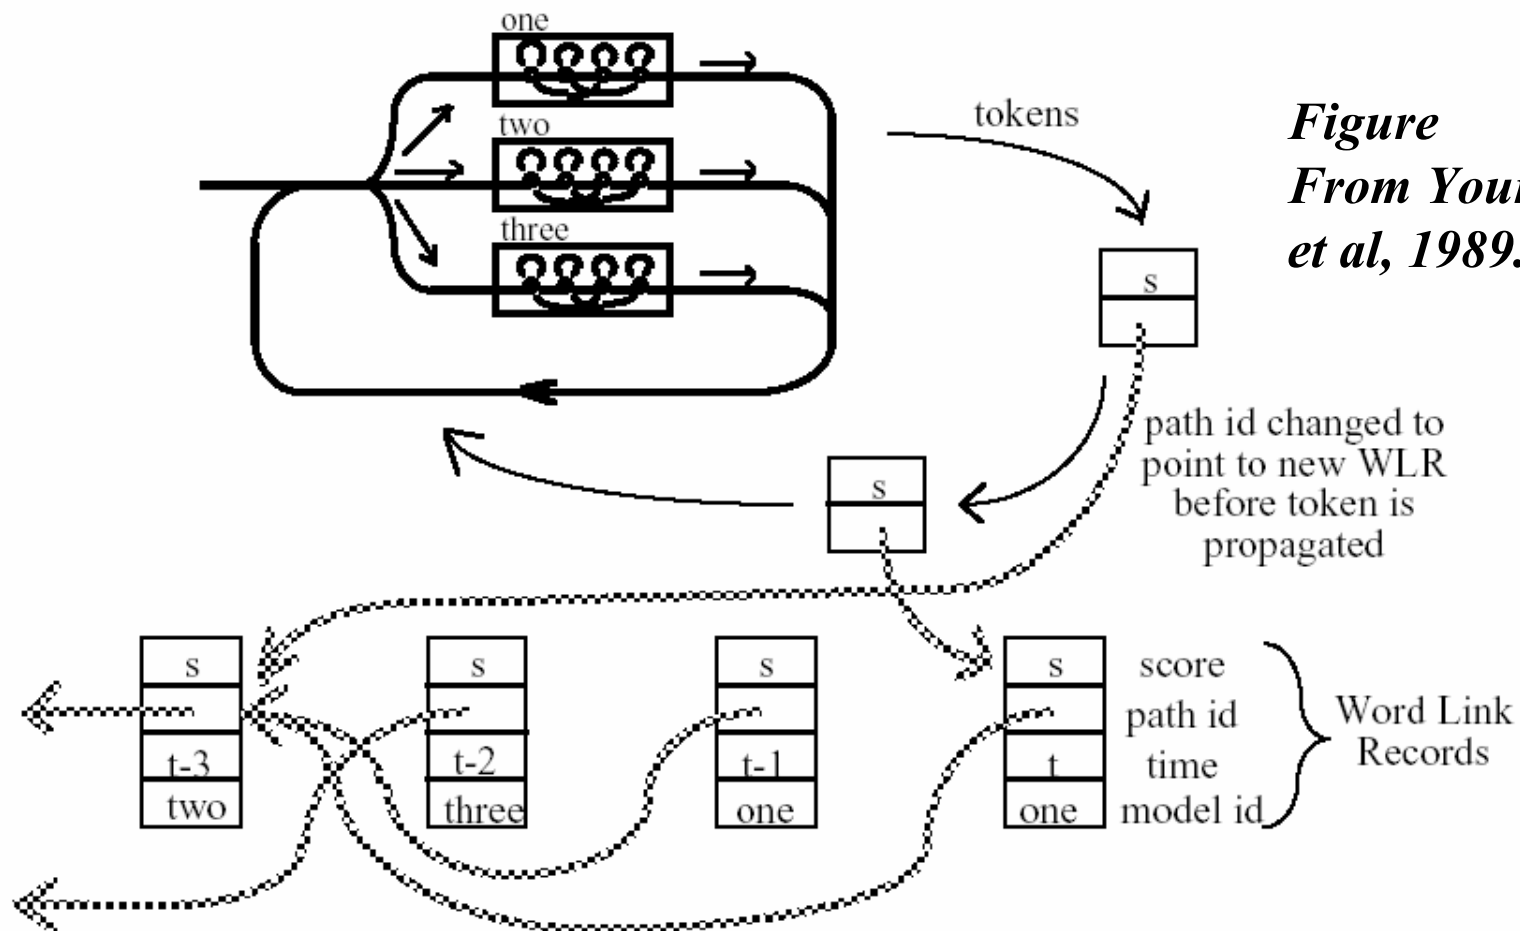 one
two
three
tokens
Figure
From
et al, 1989.
s
path id changed to
point to new WLR
before token is
propagated
s
s
t-3
two
s
t-2
three
s
t-1
one
s
t
one
score
path id
time
model id
Word Link
Records